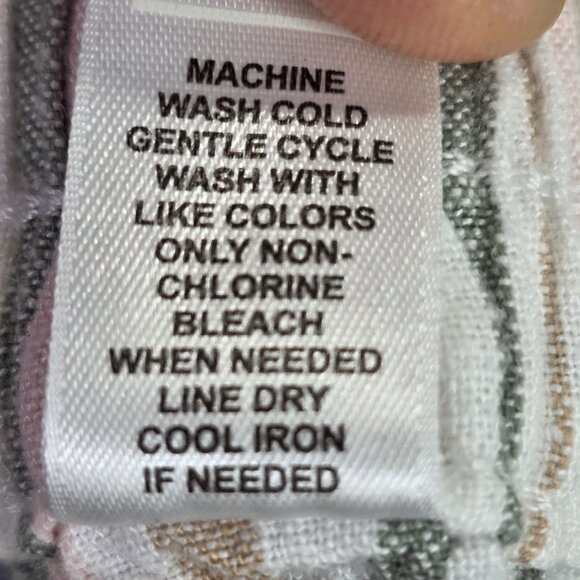 MACHINE
WASH COLD
GENTLE CYCLE
WASH WITH
LIKE COLORS
ONLY NON-
CHLORINE
BLEACH
WHEN NEEDED
LINE DRY
COOL IRON
IF NEEDED